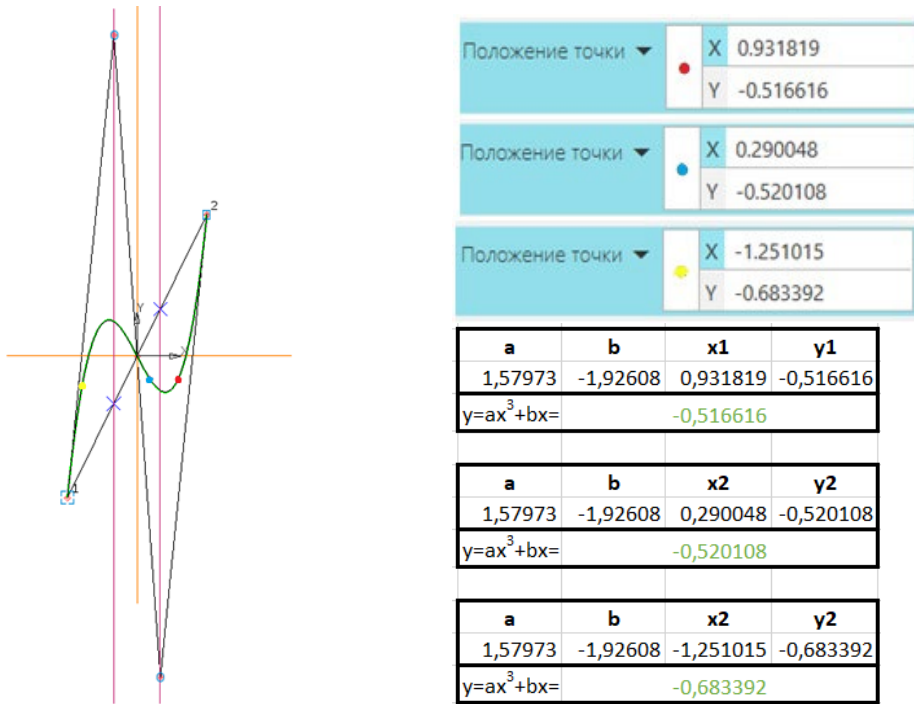 2
Y
X
1
Положение точки
X 0.931819
Y -0.516616
Положение точки
X 0.290048
Y -0.520108
Положение точки
X -1.251015
Y -0.683392
a b x1 y1
1,57973 -1,92608 0,931819 -0,516616
y=ax³+bx= -0,516616
a b x2 y2
1,57973 -1,92608 0,290048 -0,520108
y=ax³+bx= -0,520108
a b x2 y2
1,57973 -1,92608 -1,251015 -0,683392
y=ax³+bx= -0,683392